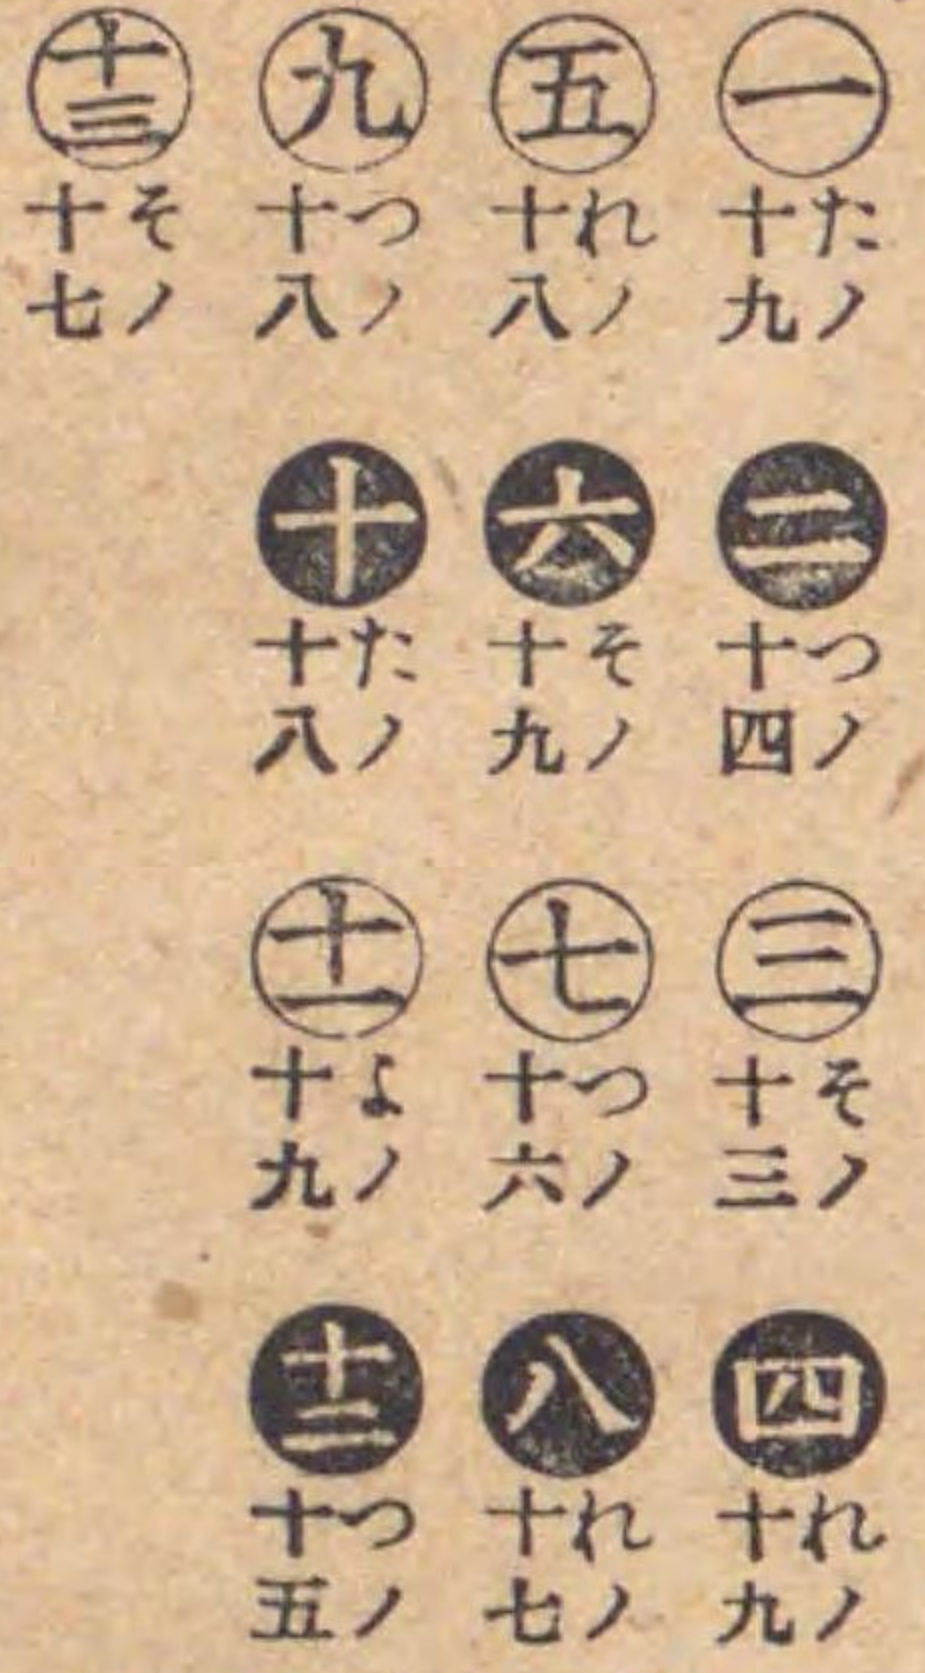 一 たノ十九
二 つノ十四
三 そノ十三
四 れノ十九
五 れノ十八
六 そノ十九
七 つノ十六
八 れノ十七
九 つノ十八
十 たノ十八
十一 よノ十九
十二 つノ十五
十三 そノ十七